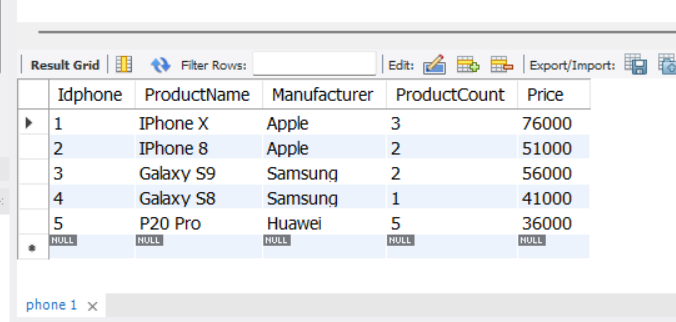 Result Grid Filter Rows: Edit: Export/Import:
Idphone ProductName Manufacturer ProductCount Price
1 IPhone X Apple 3 76000
2 IPhone 8 Apple 2 51000
3 Galaxy S9 Samsung 2 56000
4 Galaxy S8 Samsung 1 41000
5 P20 Pro Huawei 5 36000
NULL NULL NULL NULL NULL
phone 1